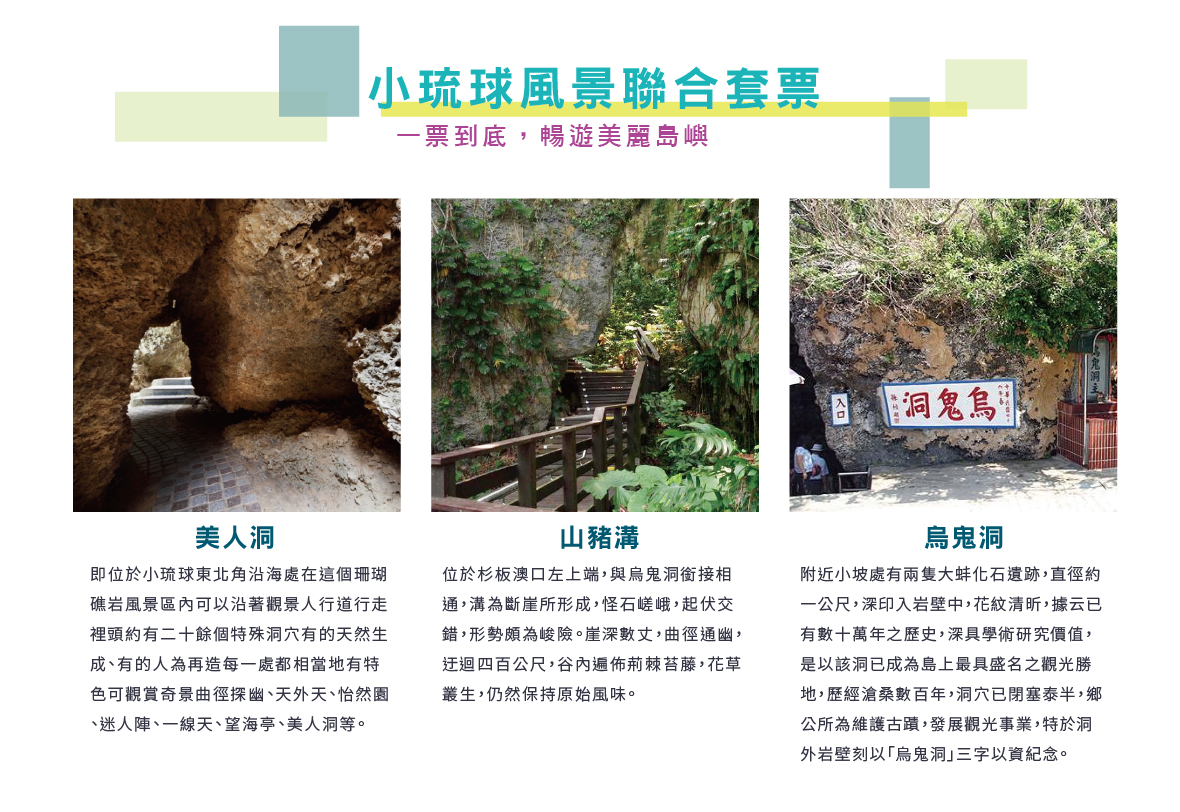 小琉球風景聯合套票
一票到底，暢遊美麗島嶼
入口
烏鬼洞
美人洞
即位於小琉球東北角沿海處在這個珊瑚
礁岩風景區內可以沿著觀景人行道行走
裡頭約有二十餘個特殊洞穴有的天然生
成、有的人為再造每一處都相當地有特
色可觀賞奇景曲徑探幽、天外天、怡然園
、迷人陣、一線天、望海亭、美人洞等。
山豬溝
位於杉板澳口左上端，與烏鬼洞銜接相
通，溝為斷崖所形成，怪石嵯峨，起伏交
錯，形勢頗為峻險。崖深數丈，曲徑通幽，
迂迴四百公尺，谷內遍佈荊棘苔藤，花草
叢生，仍然保持原始風味。
烏鬼洞
附近小坡處有兩隻大蚌化石遺跡，直徑約
一公尺，深印入岩壁中，花紋清昕，據云已
有數十萬年之歷史，深具學術研究價值，
是以該洞已成為島上最具盛名之觀光勝
地，歷經滄桑數百年，洞穴已閉塞泰半，鄉
公所為維護古蹟，發展觀光事業，特於洞
外岩壁刻以「烏鬼洞」三字以資紀念。